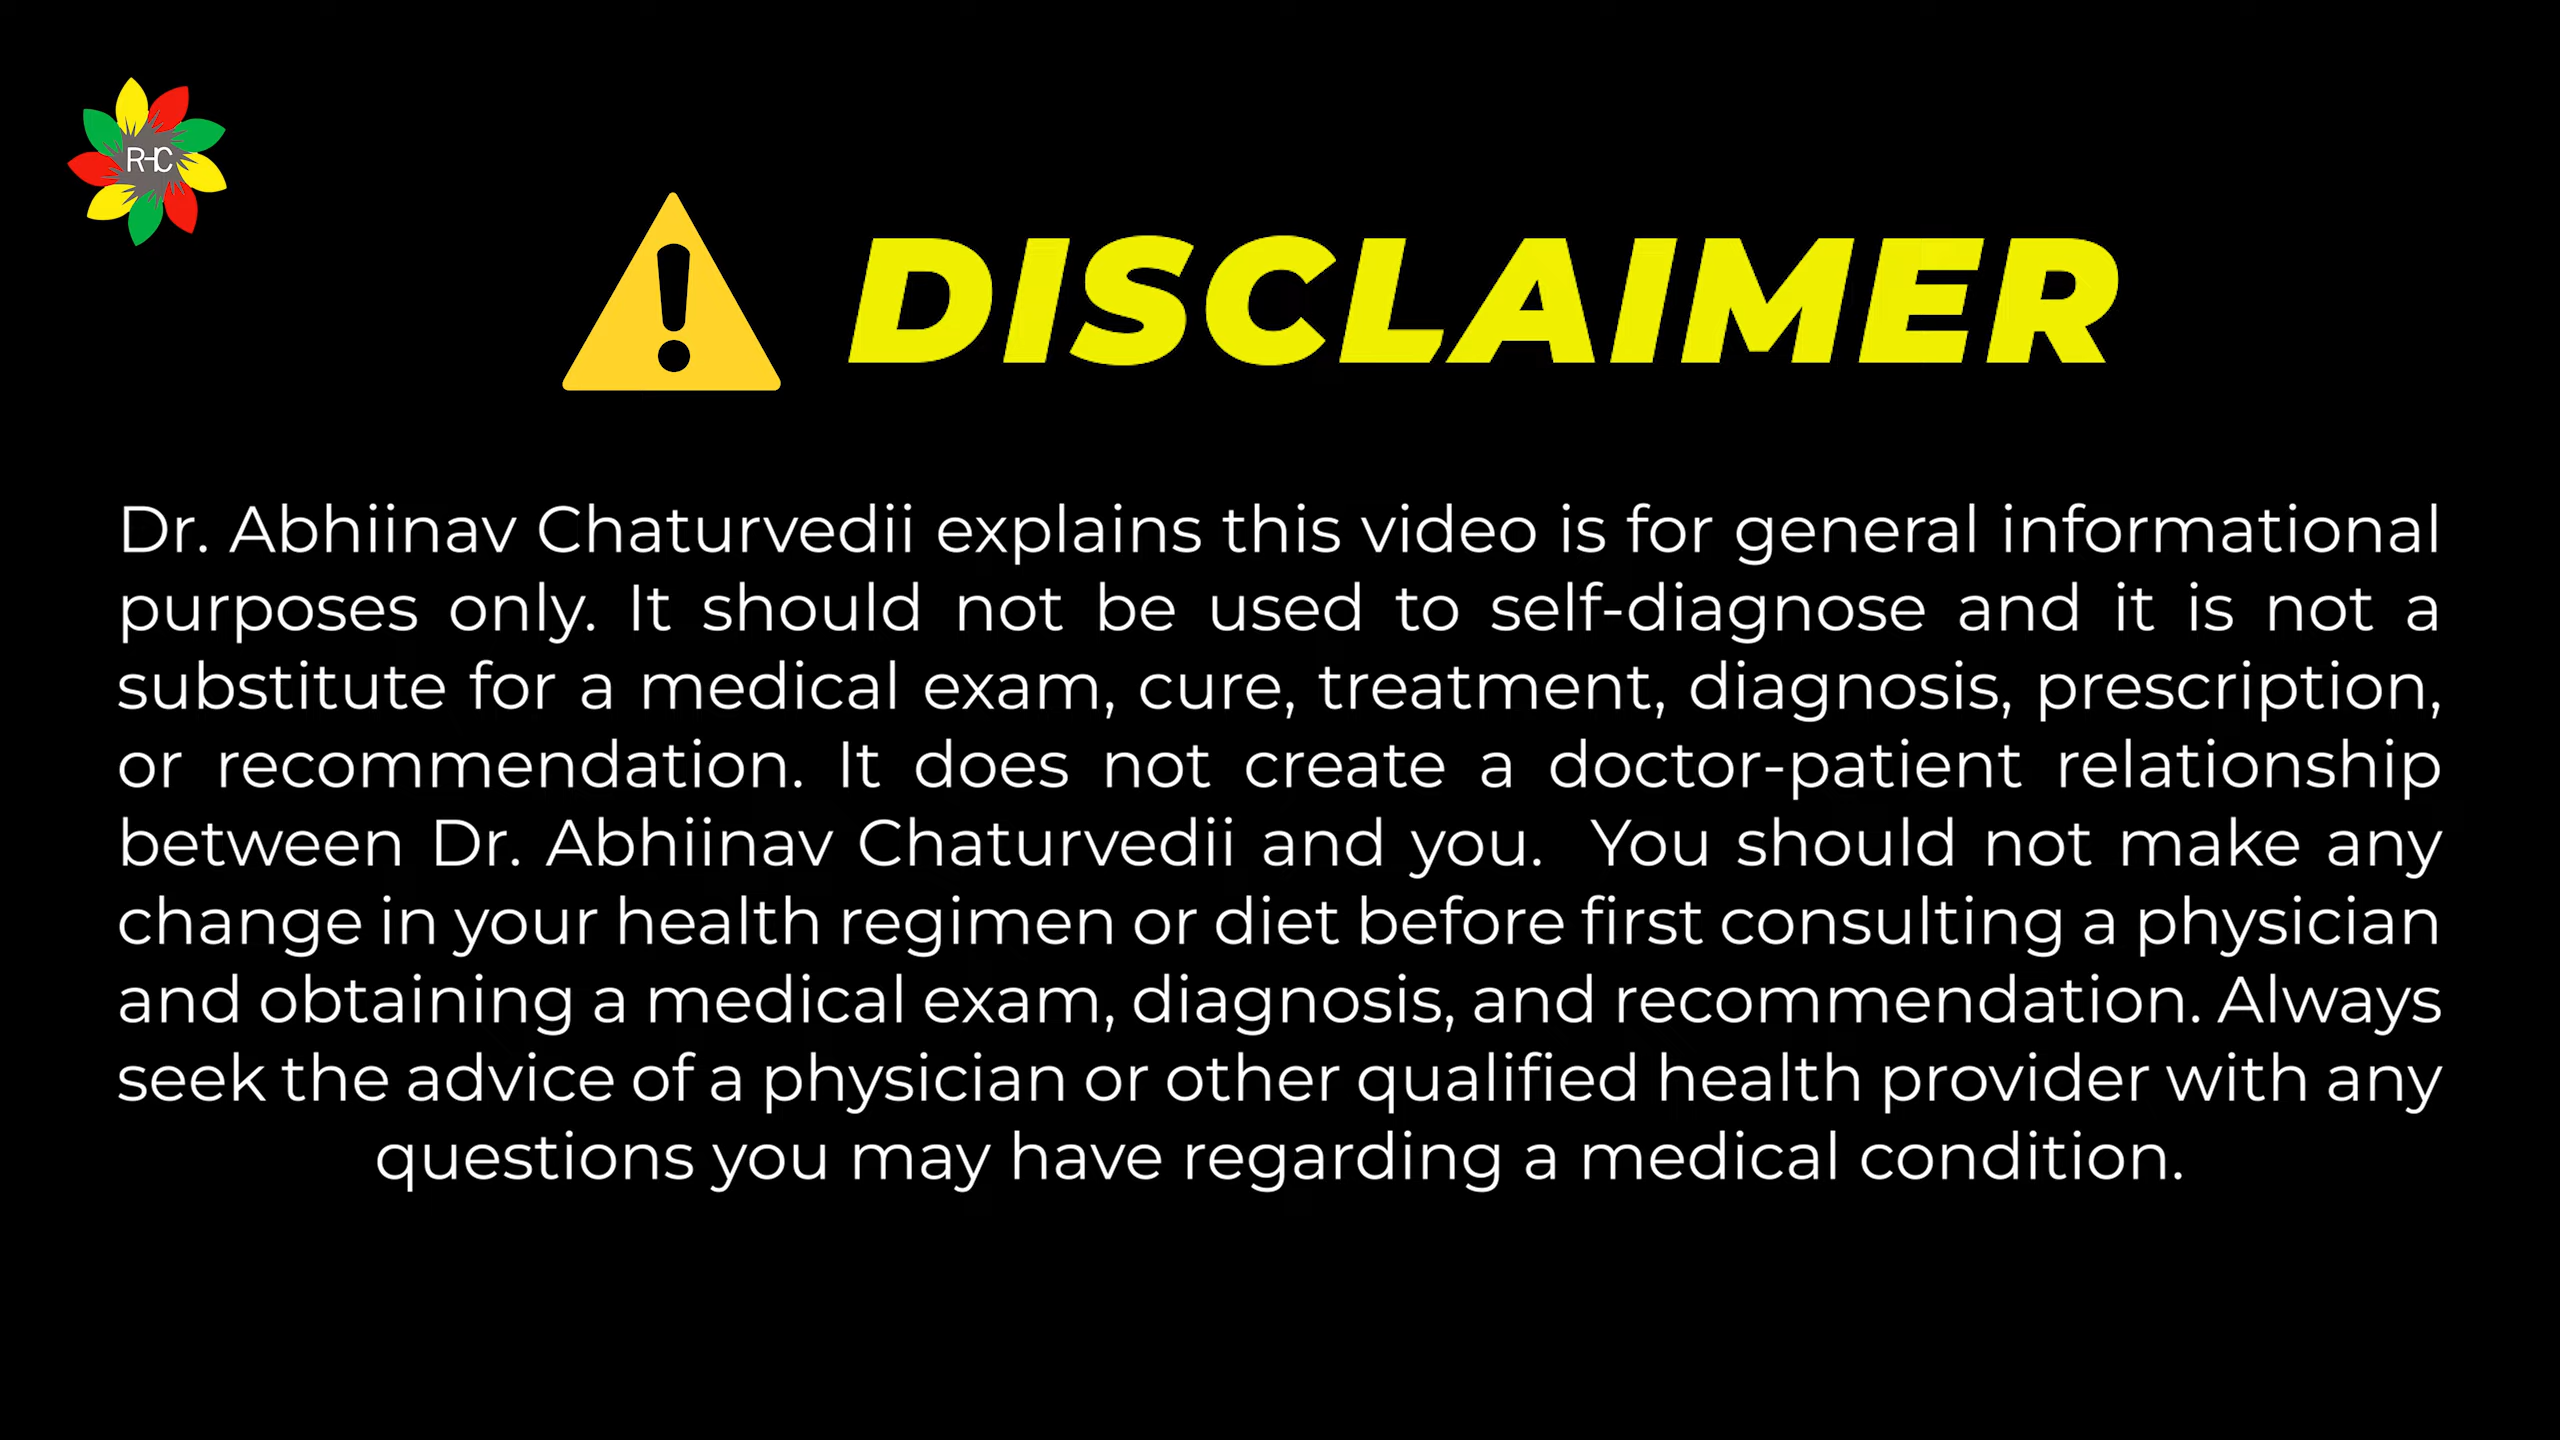 RHC
DISCLAIMER
Dr. Abhiinav Chaturvedii explains this video is for general informational
purposes only. It should not be used to self-diagnose and it is not a
substitute for a medical exam, cure, treatment, diagnosis, prescription,
or recommendation. It does not create a doctor-patient relationship
between Dr. Abhiinav Chaturvedii and you. You should not make any
change in your health regimen or diet before first consulting a physician
and obtaining a medical exam, diagnosis, and recommendation. Always
seek the advice of a physician or other qualified health provider with any
questions you may have regarding a medical condition.